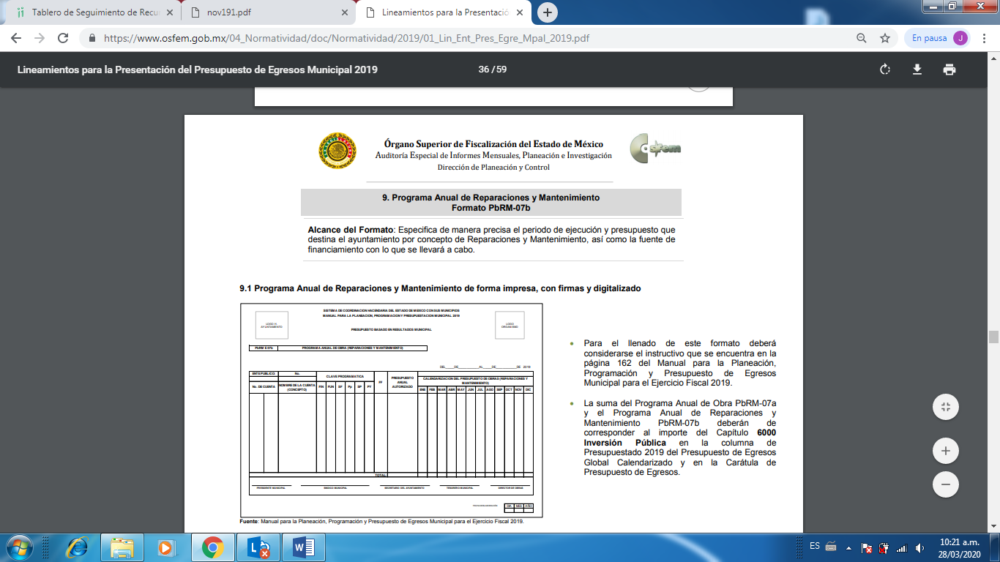 Tablero de Seguimiento de Recu
nov191.pdf
Lineamientos para la Presentació
https://www.osfem.gob.mx/04_Normatividad/doc/Normatividad/2019/01_Lin_Ent_Pres_Egre_Mpal_2019.pdf
En pausa
J
Lineamientos para la Presentación del Presupuesto de Egresos Municipal 2019
36 / 59
Órgano Superior de Fiscalización del Estado de México
Auditoría Especial de Informes Mensuales, Planeación e Investigación
Dirección de Planeación y Control
osfem
9. Programa Anual de Reparaciones y Mantenimiento
Formato PbRM-07b
Alcance del Formato: Especifica de manera precisa el periodo de ejecución y presupuesto que
destina el ayuntamiento por concepto de Reparaciones y Mantenimiento, así como la fuente de
financiamiento con lo que se llevará a cabo.
9.1 Programa Anual de Reparaciones y Mantenimiento de forma impresa, con firmas y digitalizado
SISTEMA DE COORDINACION HACENDARIA DEL ESTADO DE MEXICO CON SUS MUNICIPIOS
MANUAL PARA LA PLANEACION, PROGRAMACION Y PRESUPUESTACION MUNICIPAL 2019
LOGO H.
AYUNTAMIENTO
LOGO
ORGANISMO
PRESUPUESTO BASADO EN RESULTADOS MUNICIPAL
PbRM E 07b
PROGRAMA ANUAL DE OBRA (REPARACIONES Y MANTENIMIENTO)
DEL_____DE___________AL_____DE___________DE 2019
ENTE PUBLICO:
No.
CLAVE PROGRAMATICA
FF
PRESUPUESTO
ANUAL
AUTORIZADO
CALENDARIZACION DEL PRESUPUESTO DE OBRAS (REPARACIONES Y
MANTENIMIENTO)
No. DE CUENTA
NOMBRE DE LA CUENTA
(CONCEPTO)
FIN FUN SF Pp SP PY
ENE FEB MAR ABR MAY JUN JUL AGO SEP OCT NOV DIC
TOTAL:
PRESIDENTE MUNICIPAL
SINDICO MUNICIPAL
SECRETARIO DEL AYUNTAMIENTO
TESORERO MUNICIPAL
DIRECTOR DE OBRAS
DIA MES AÑO
Fuente: Manual para la Planeación, Programación y Presupuesto de Egresos Municipal para el Ejercicio Fiscal 2019.
Para el llenado de este formato deberá
considerarse el instructivo que se encuentra en la
página 162 del Manual para la Planeación,
Programación y Presupuesto de Egresos
Municipal para el Ejercicio Fiscal 2019.
La suma del Programa Anual de Obra PbRM-07a
y el Programa Anual de Reparaciones y
Mantenimiento PbRM-07b deberán de
corresponder al importe del Capítulo 6000
Inversión Pública en la columna de
Presupuestado 2019 del Presupuesto de Egresos
Global Calendarizado y en la Carátula de
Presupuesto de Egresos.
ES
10:21 a.m.
28/03/2020